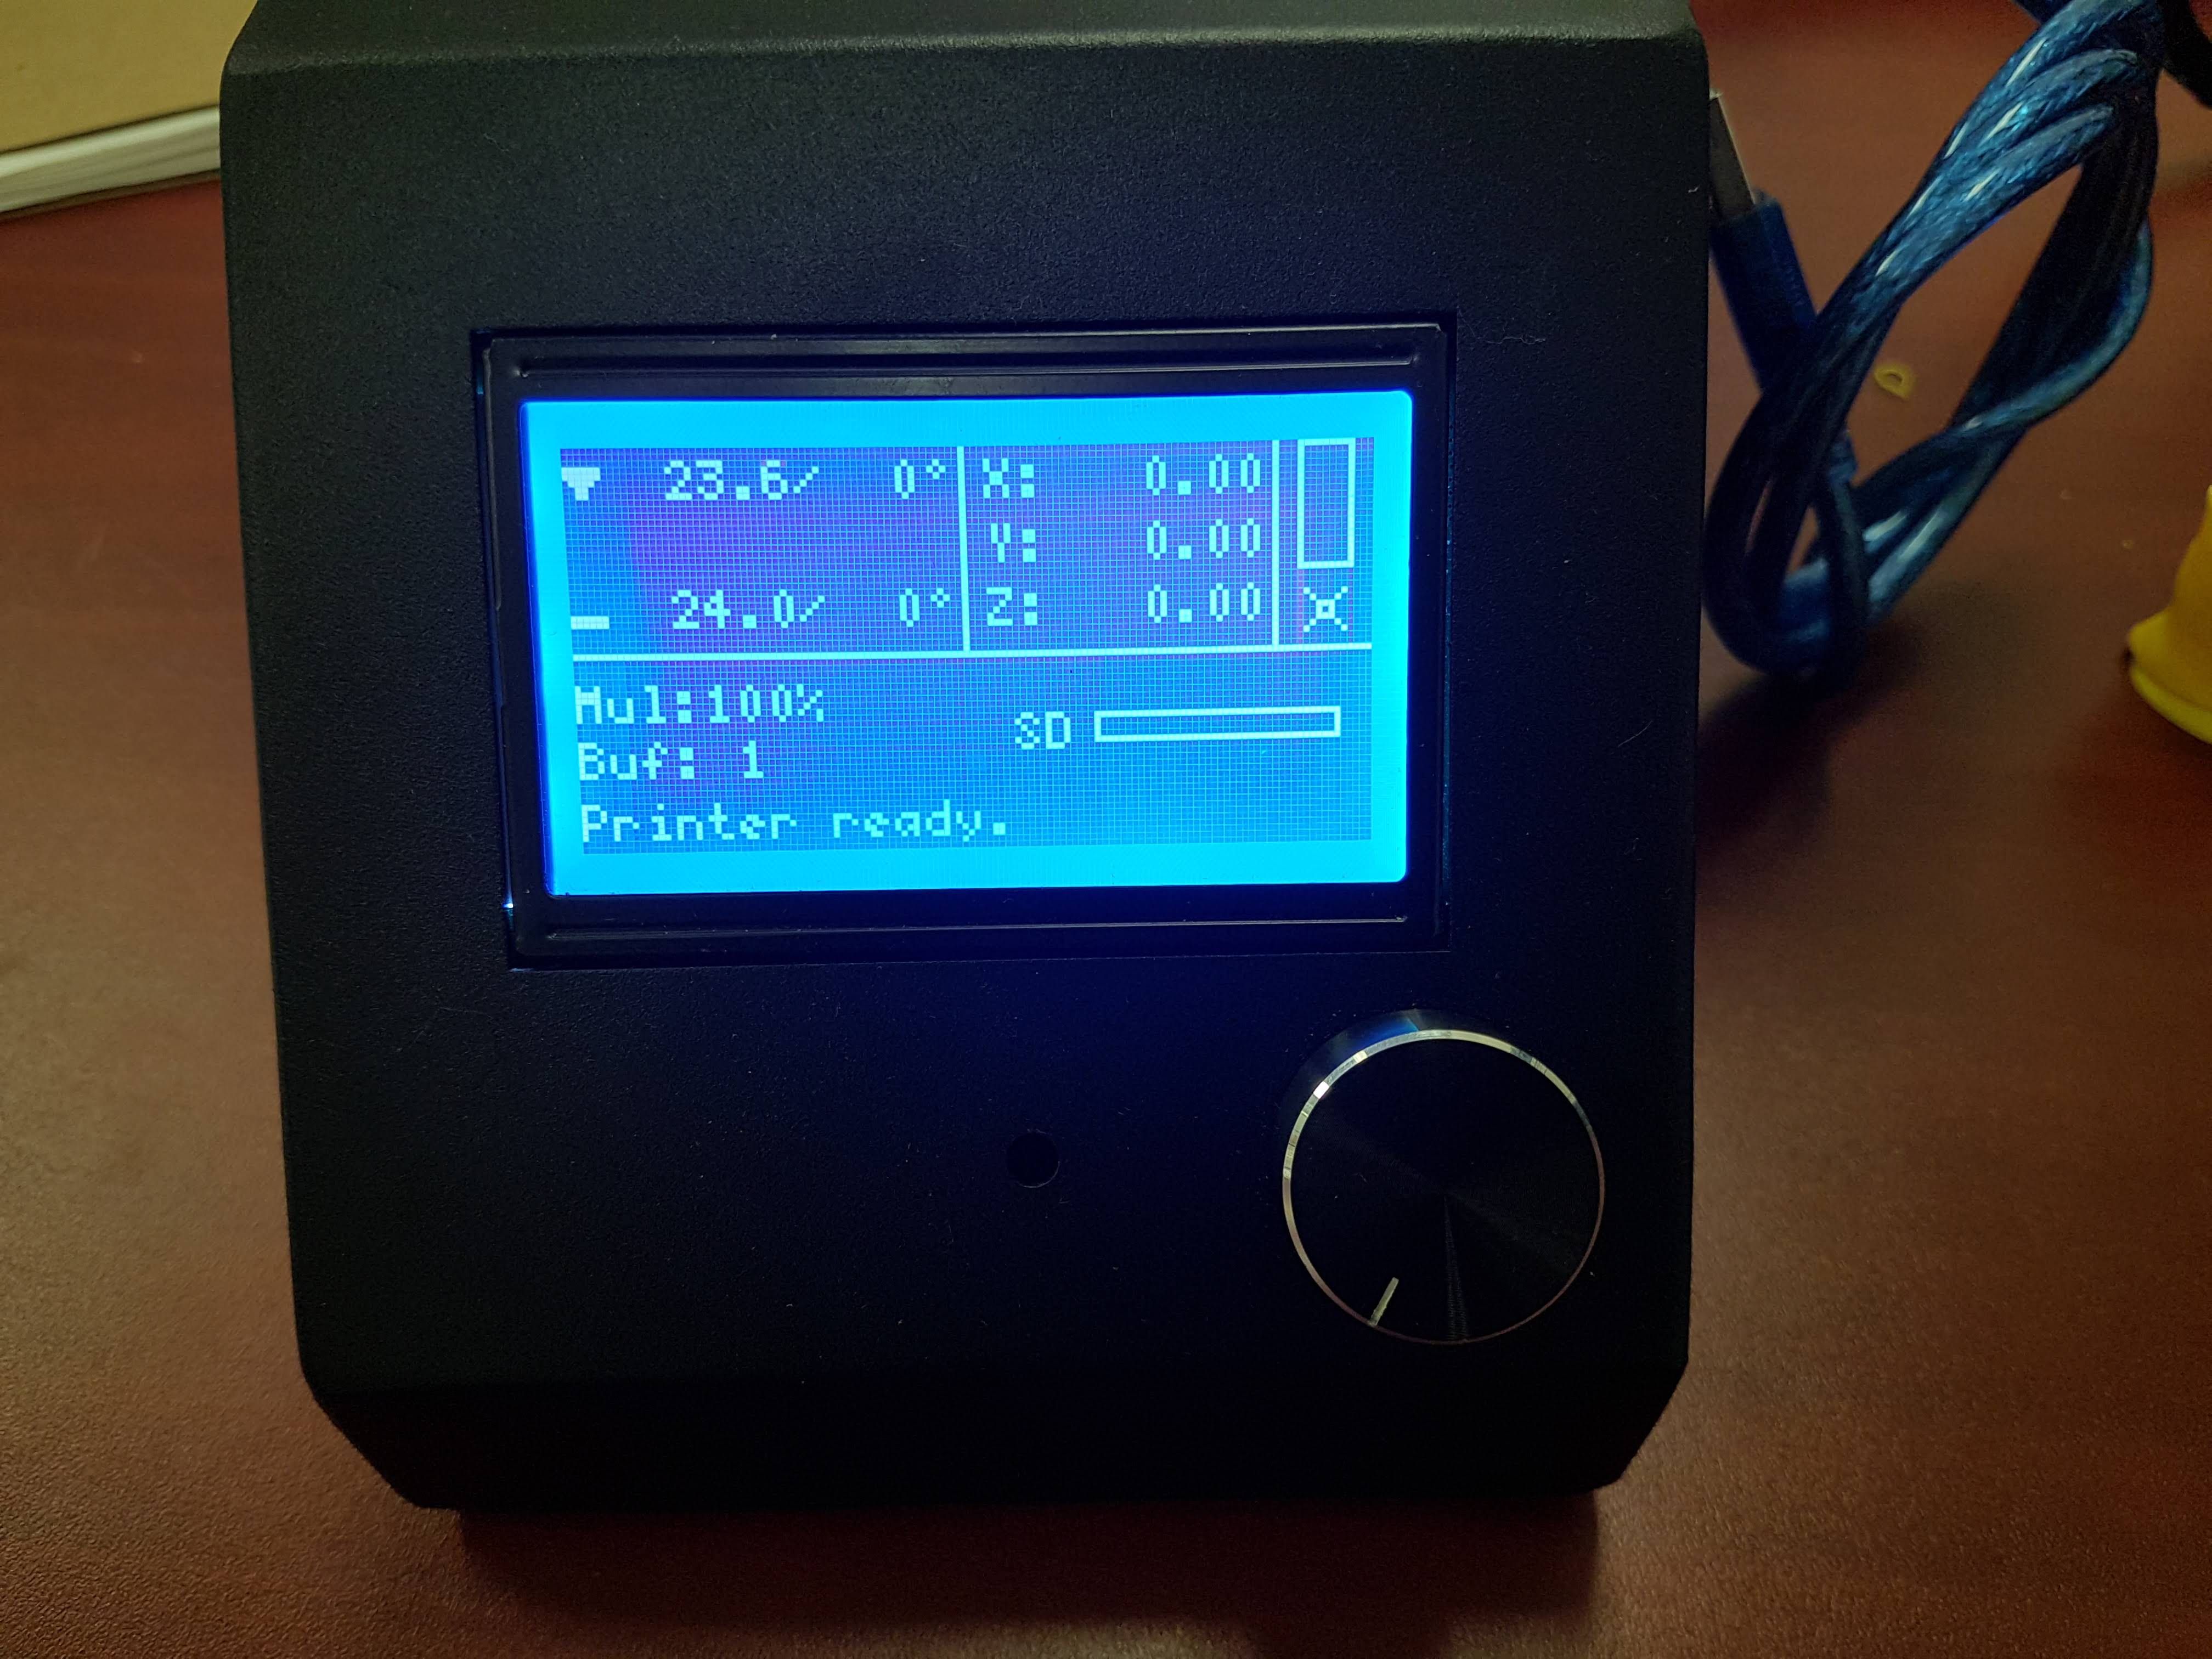 23.6/ 0° X: 0.00
Y: 0.00
24.0/ 0° Z: 0.00
Mul:100%
SD
Buf: 1
Printer ready.